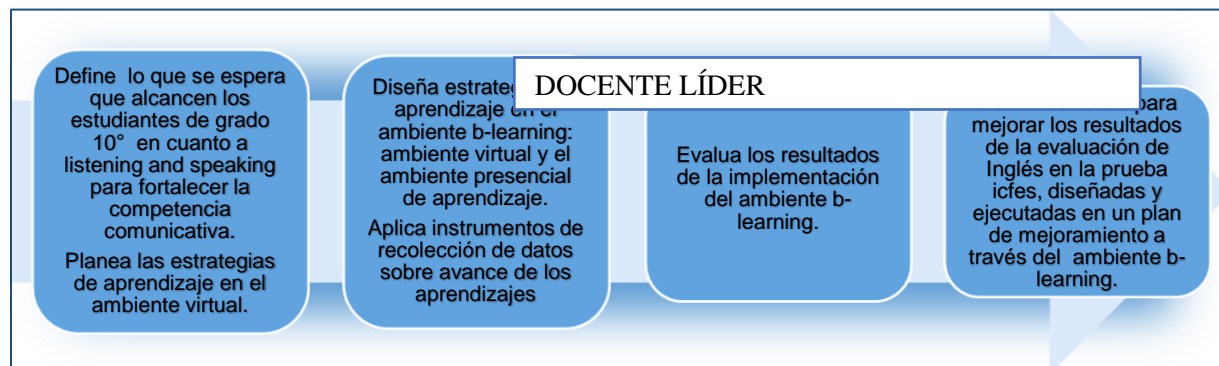 DOCENTE LÍDER
Define lo que se espera
que alcancen los
estudiantes de grado
10° en cuanto a
listening and speaking
para fortalecer la
competencia
comunicativa.
Planea las estrategias
de aprendizaje en el
ambiente virtual.
Diseña
aprendizaje en el
ambiente b-learning:
ambiente virtual y el
ambiente presencial
de aprendizaje.
Aplica instrumentos de
recolección de datos
sobre avance de los
aprendizajes
Evalua los resultados
de la implementación
del ambiente b-
learning.
para
mejorar los resultados
de la evaluación de
Inglés en la prueba
icfes, diseñadas y
ejecutadas en un plan
de mejoramiento a
través del ambiente b-
learning.